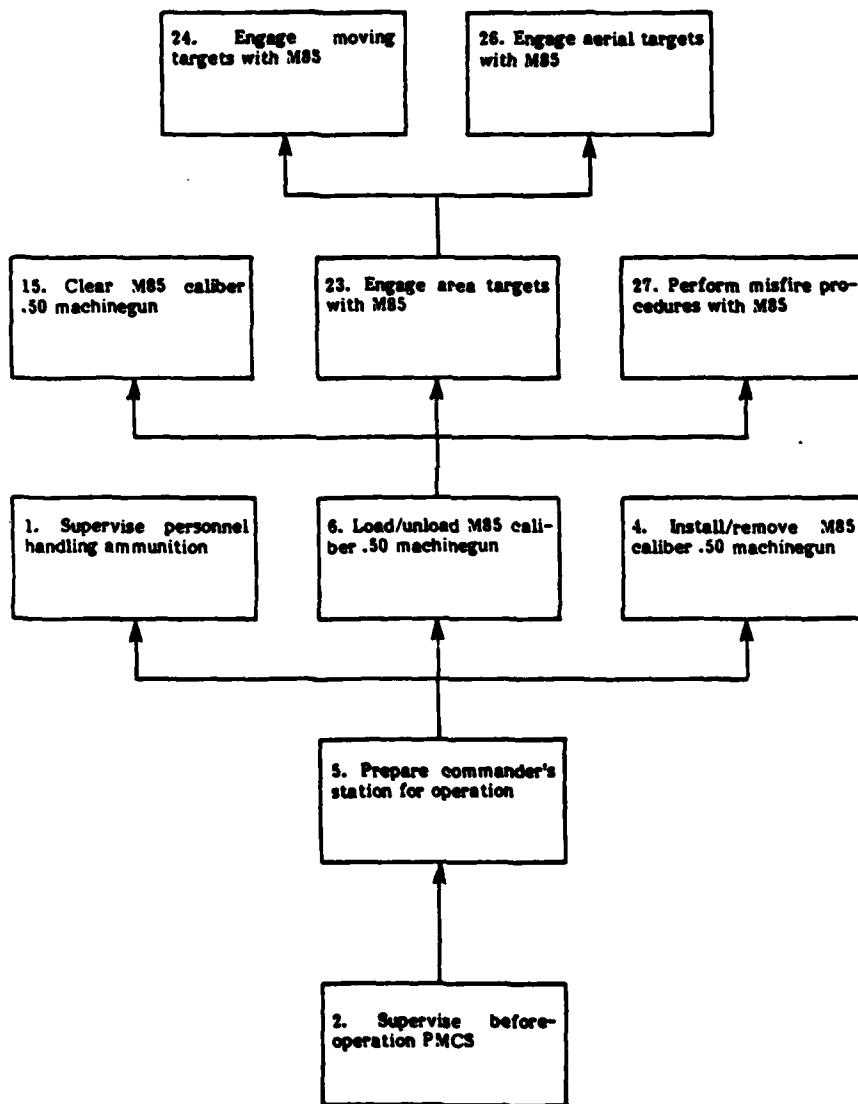 24. Engage moving
targets with M85
26. Engage aerial targets
with M85
15. Clear M85 caliber
.50 machinegun
23. Engage area targets
with M85
27. Perform misfire pro-
cedures with M85
1. Supervise personnel
handling ammunition
6. Load/unload M85 cali-
ber .50 machinegun
4. Install/remove M85
caliber .50 machinegun
5. Prepare commander's
station for operation
2. Supervise before-
operation PMCS